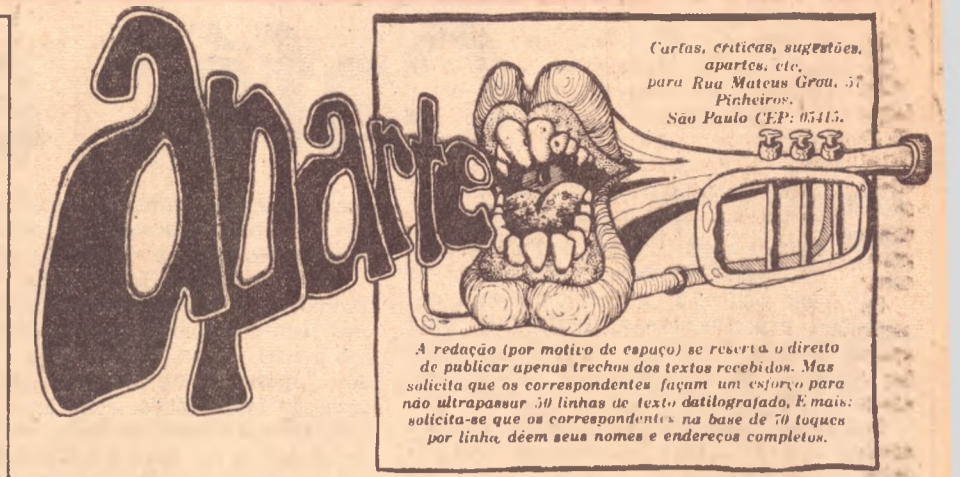 aparte
Cartas, críticas, sugestões,
apartes, etc.
para Rua Mateus Grou, 57
Pinheiros.
São Paulo CEP: 05415.
A redação (por motivo de espaço) se reserva o direito
de publicar apenas trechos dos textos recebidos. Mas
solicita que os correspondentes façam um esforço para
não ultrapassar 50 linhas de texto datilografado, E mais:
solicita-se que os correspondentes na base de 70 toques
por linha, dêem seus nomes e endereços completos.